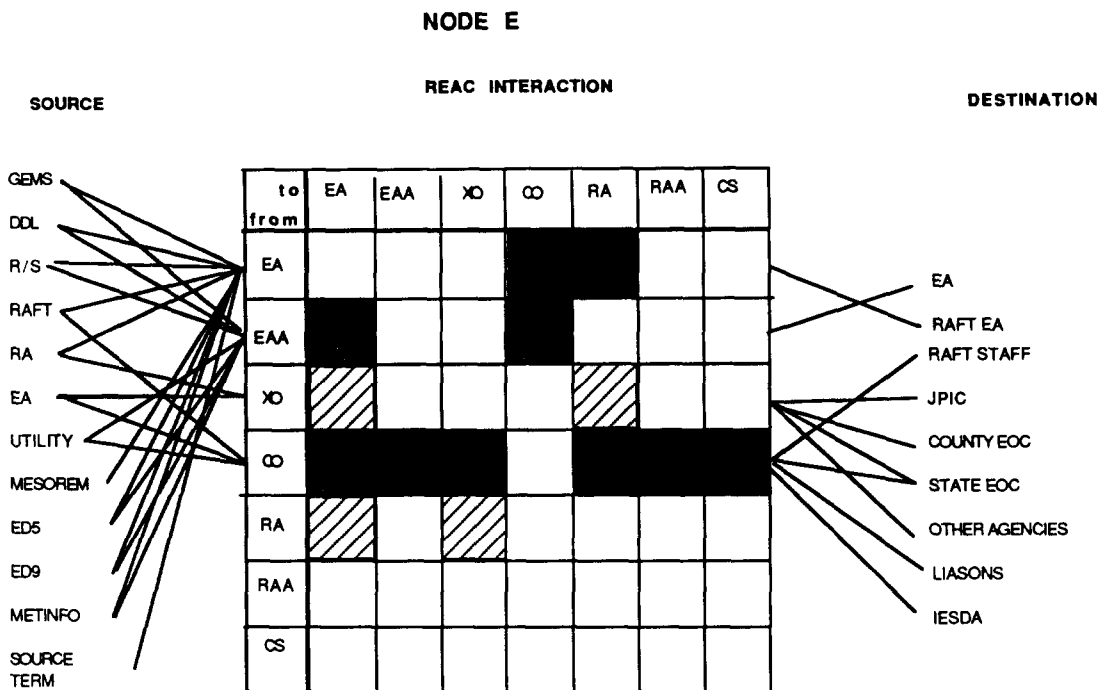 NODE E
REAC INTERACTION
SOURCE
DESTINATION
GEMS
DDL
R/S
RAFT
RA
EA
UTILITY
MESOREM
ED5
ED9
METINFO
SOURCE
TERM
to EA EAA XO CO RA RAA CS
from
EA
EAA
XO
CO
RA
RAA
CS
EA
RAFT EA
RAFT STAFF
JPIC
COUNTY EOC
STATE EOC
OTHER AGENCIES
LIASONS
IESDA